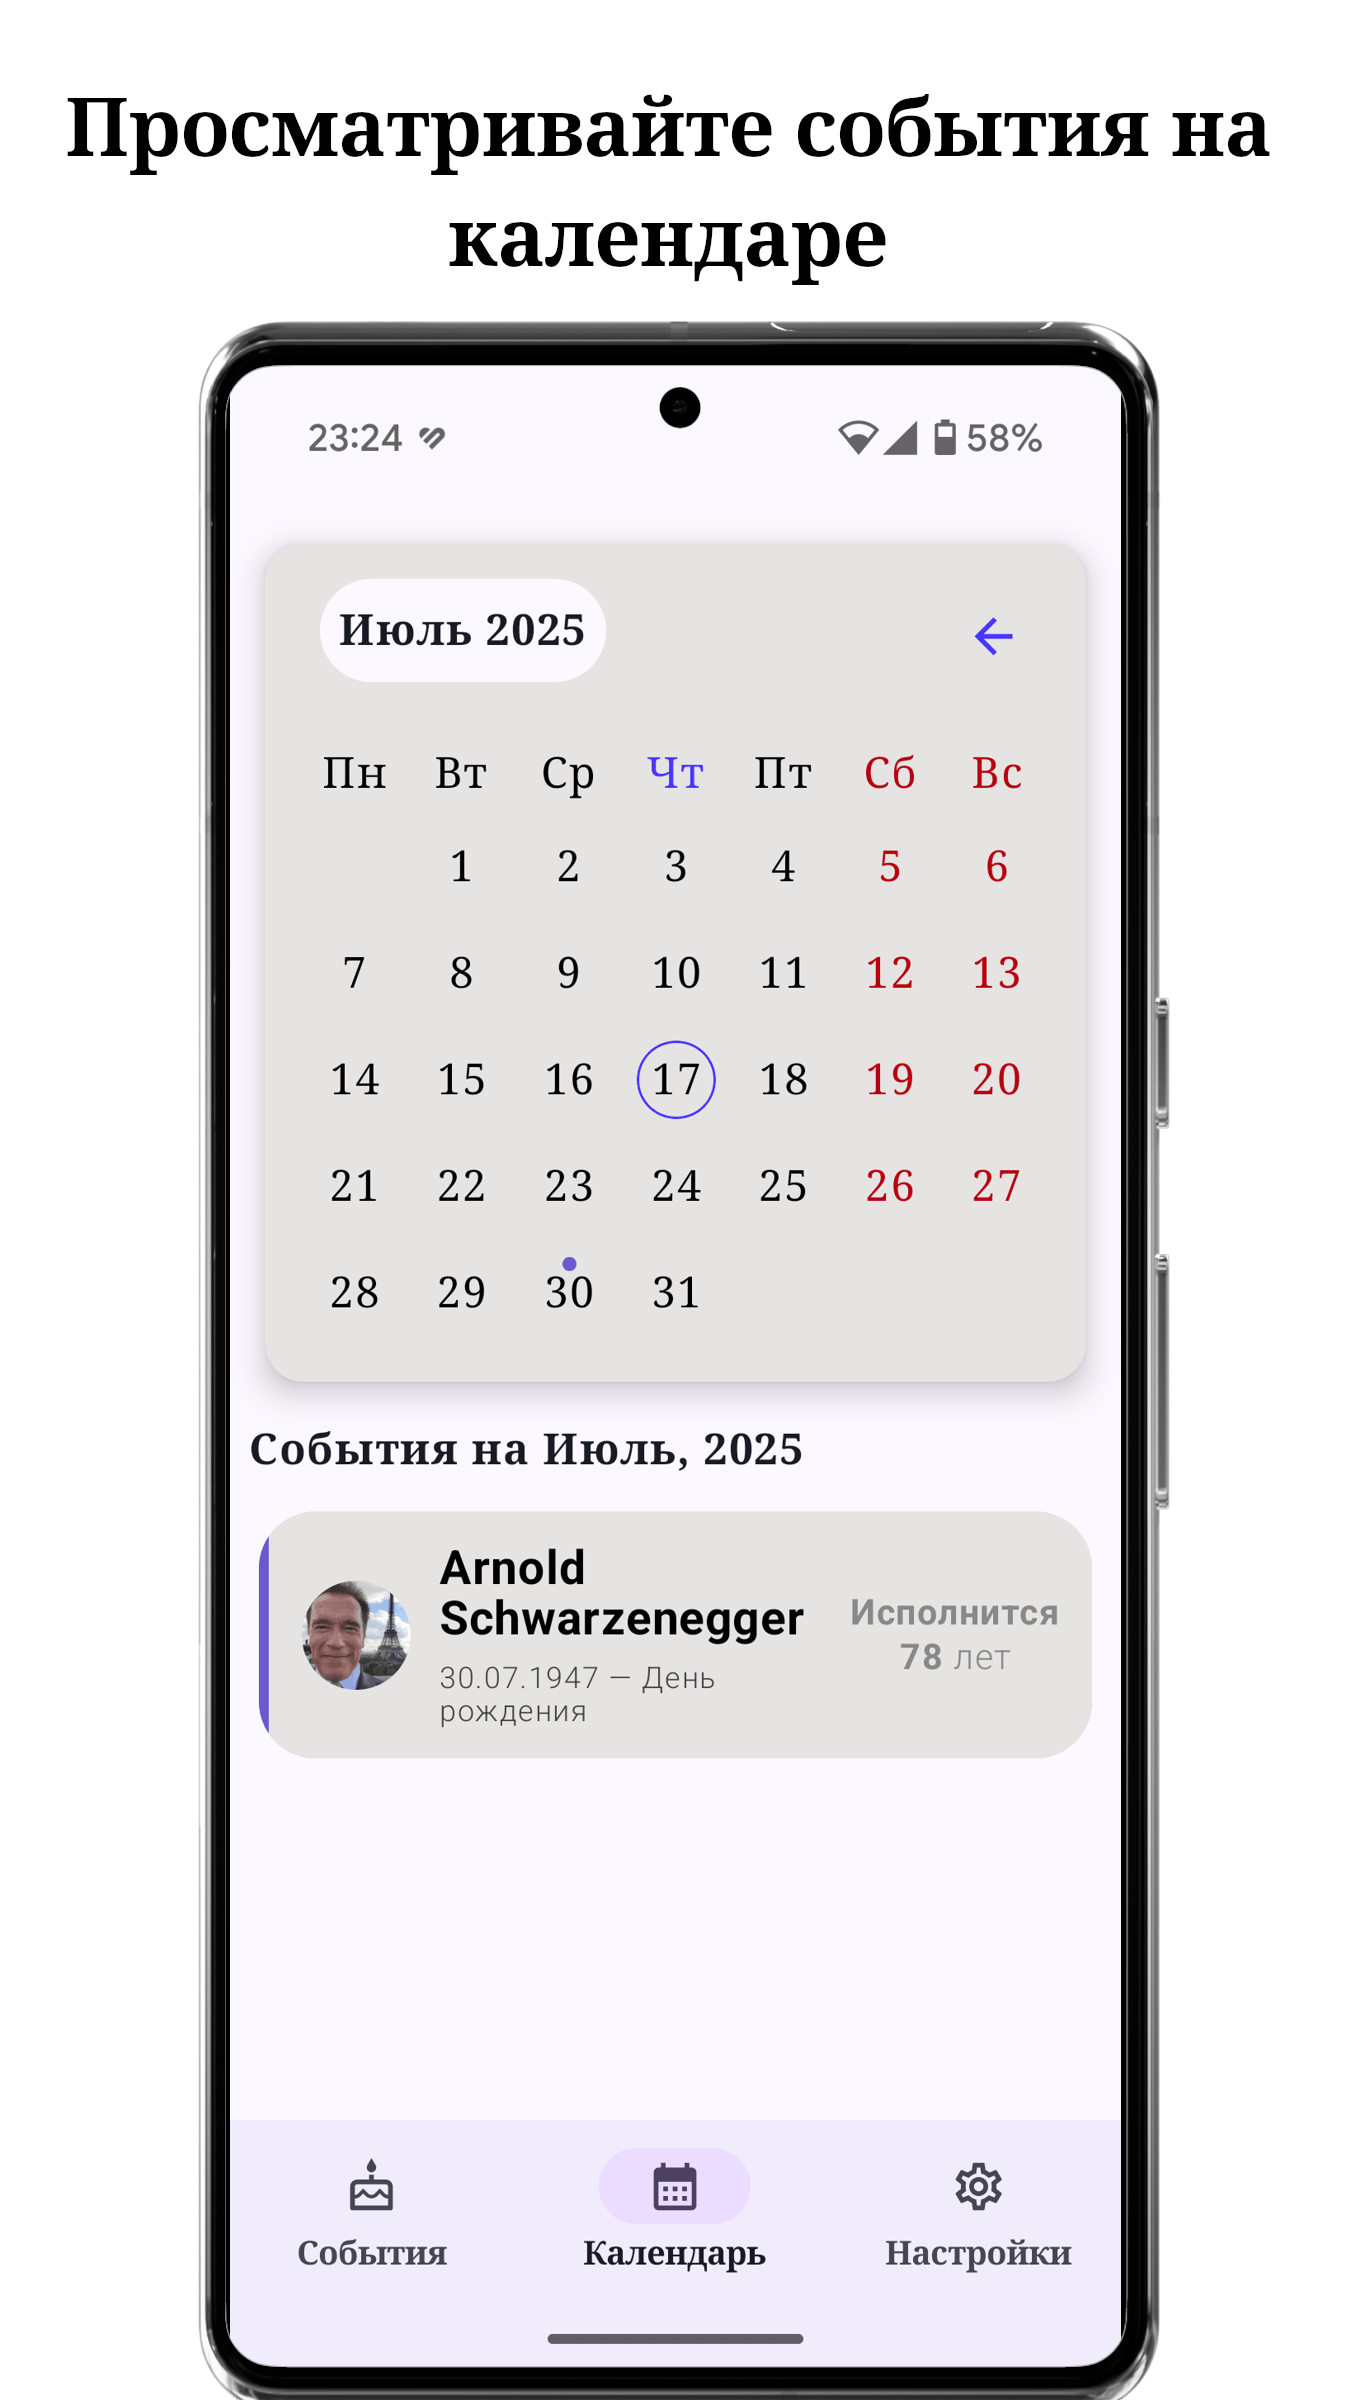 Просматривайте события на
календаре
23:24 58%
Июль 2025
Пн Вт Ср Чт Пт Сб Вс
1 2 3 4 5 6
7 8 9 10 11 12 13
14 15 16 17 18 19 20
21 22 23 24 25 26 27
28 29 30 31
События на Июль, 2025
Arnold
Schwarzenegger
30.07.1947 — День
рождения
Исполнится
78 лет
События Календарь Настройки